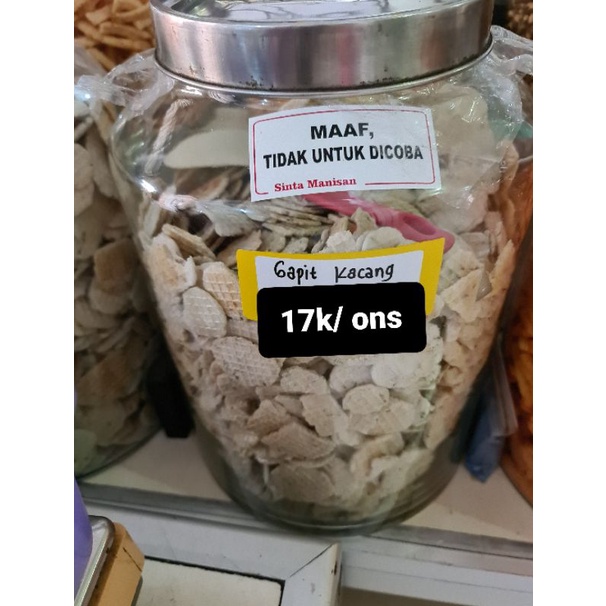 MAAF,
TIDAK UNTUK DICOBA
Sinta Manisan
Gapit Kacang
17k/ ons